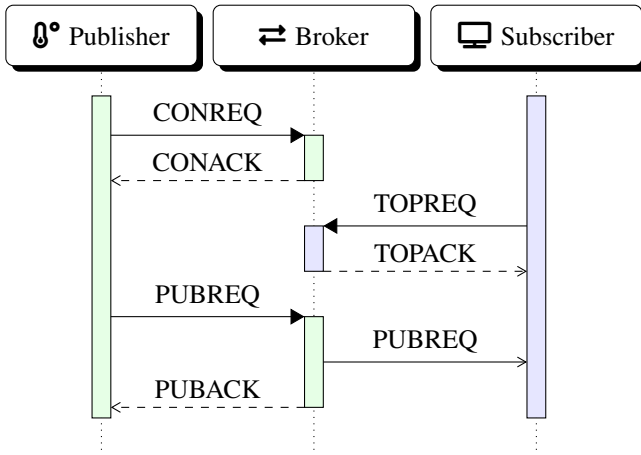 Publisher
Broker
Subscriber
CONREQ
CONACK
TOPREQ
TOPACK
PUBREQ
PUBREQ
PUBACK